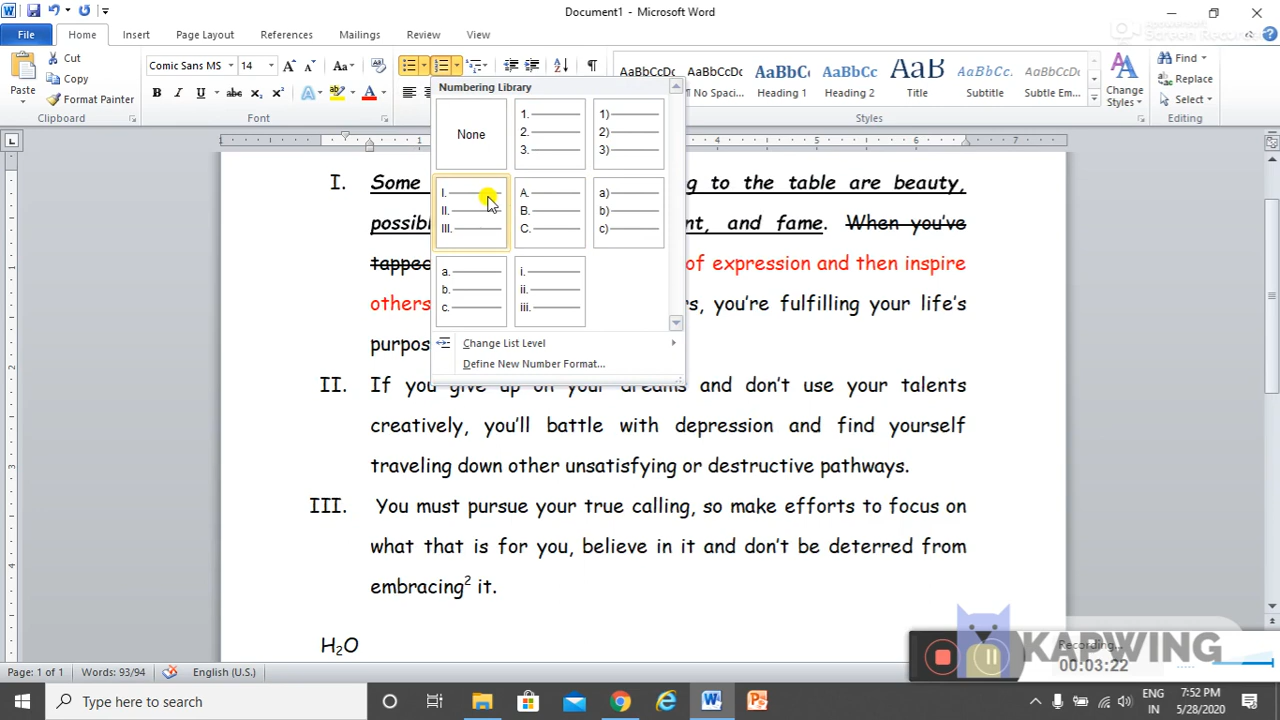 Document1 - Microsoft Word
File Home Insert Page Layout References Mailings Review View
Paste
Cut
Copy
Format Painter
Clipboard
Comic Sans MS 14
Font
AaBbCcDc AaBbCcDc AaBbC AaBbCc AaB AaBbCc. AaBbCcDc
¶ No Spaci... Heading 1 Heading 2 Title Subtitle Subtle Em...
Styles
Change
Styles
Find
Replace
Select
Editing
Numbering Library
None
1.
2.
3.
1)
2)
3)
I.
II.
III.
A.
B.
C.
a)
b)
c)
a.
b.
c.
i.
ii.
iii.
Change List Level
Define New Number Format...
I. Some g to the table are beauty,
possibl nt, and fame. When you've
tapped of expression and then inspire
others rs, you're fulfilling your life's
purpos
II. If you give up on your dreams and don't use your talents
creatively, you'll battle with depression and find yourself
traveling down other unsatisfying or destructive pathways.
III. You must pursue your true calling, so make efforts to focus on
what that is for you, believe in it and don't be deterred from
embracing² it.
H₂O
KAPWING
Recording...
00:03:22
Page: 1 of 1 Words: 93/94 English (U.S.)
Type here to search
ENG
IN
7:52 PM
5/28/2020